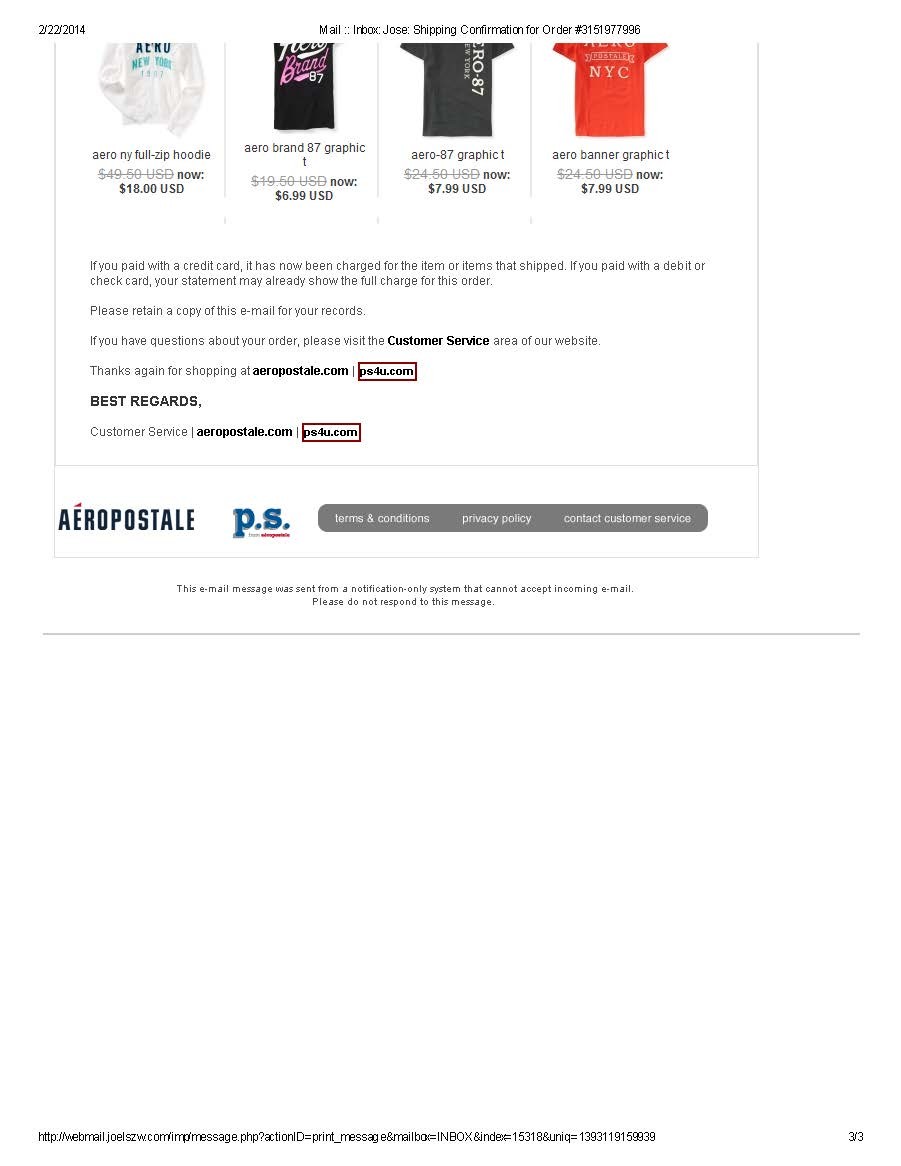 2/22/2014
Mail :: Inbox: Jose: Shipping Confirmation for Order #3151977996
AERO
NEW YORK
1987
Aero
Brand
87
AERO-87
NEW YORK
AERO
POSTALE
NYC
aero ny full-zip hoodie
$49.50 USD now:
$18.00 USD
aero brand 87 graphic
t
$19.50 USD now:
$6.99 USD
aero-87 graphic t
$24.50 USD now:
$7.99 USD
aero banner graphic t
$24.50 USD now:
$7.99 USD
If you paid with a credit card, it has now been charged for the item or items that shipped. If you paid with a debit or
check card, your statement may already show the full charge for this order.
Please retain a copy of this e-mail for your records.
If you have questions about your order, please visit the Customer Service area of our website.
Thanks again for shopping at aeropostale.com | ps4u.com
BEST REGARDS,
Customer Service | aeropostale.com | ps4u.com
AÉROPOSTALE
p.s.
from aéropostale
terms & conditions
privacy policy
contact customer service
This e-mail message was sent from a notification-only system that cannot accept incoming e-mail.
Please do not respond to this message.
http://webmail.joelszw.com/imp/message.php?actionID=print_message&mailbox=INBOX&index=15318&uniq=1393119159939
3/3